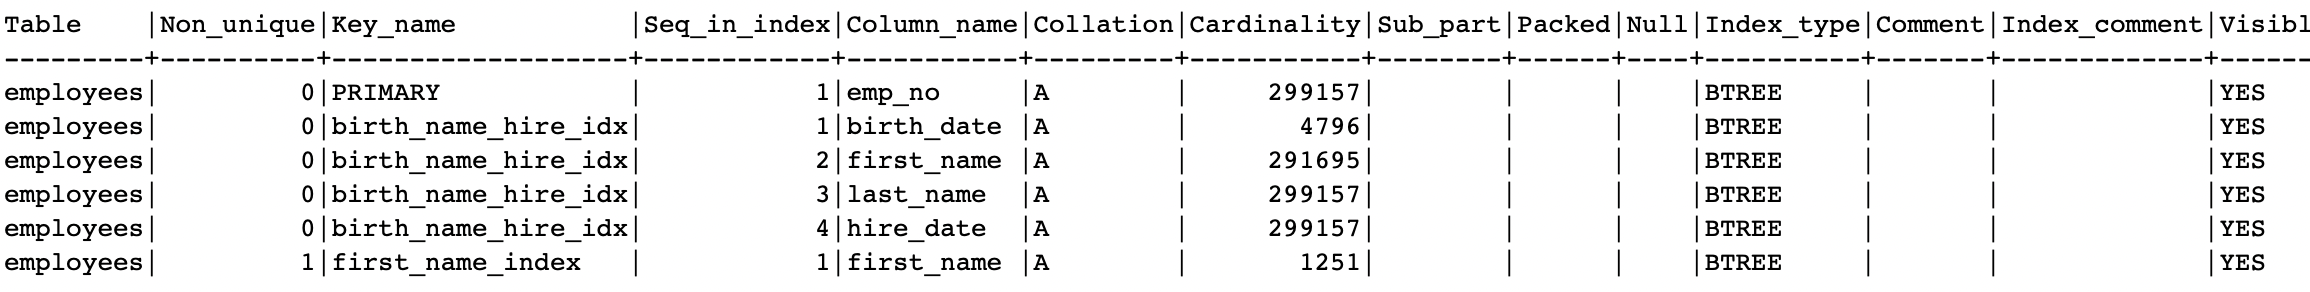 Table    |Non_unique|Key_name           |Seq_in_index|Column_name|Collation|Cardinality|Sub_part|Packed|Null|Index_type|Comment|Index_comment|Visibl
---------+----------+-------------------+------------+-----------+---------+-----------+--------+------+----+----------+-------+-------------+------
employees|         0|PRIMARY            |           1|emp_no     |A        |     299157|        |      |    |BTREE     |       |             |YES
employees|         0|birth_name_hire_idx|           1|birth_date |A        |       4796|        |      |    |BTREE     |       |             |YES
employees|         0|birth_name_hire_idx|           2|first_name |A        |     291695|        |      |    |BTREE     |       |             |YES
employees|         0|birth_name_hire_idx|           3|last_name  |A        |     299157|        |      |    |BTREE     |       |             |YES
employees|         0|birth_name_hire_idx|           4|hire_date  |A        |     299157|        |      |    |BTREE     |       |             |YES
employees|         1|first_name_index   |           1|first_name |A        |       1251|        |      |    |BTREE     |       |             |YES